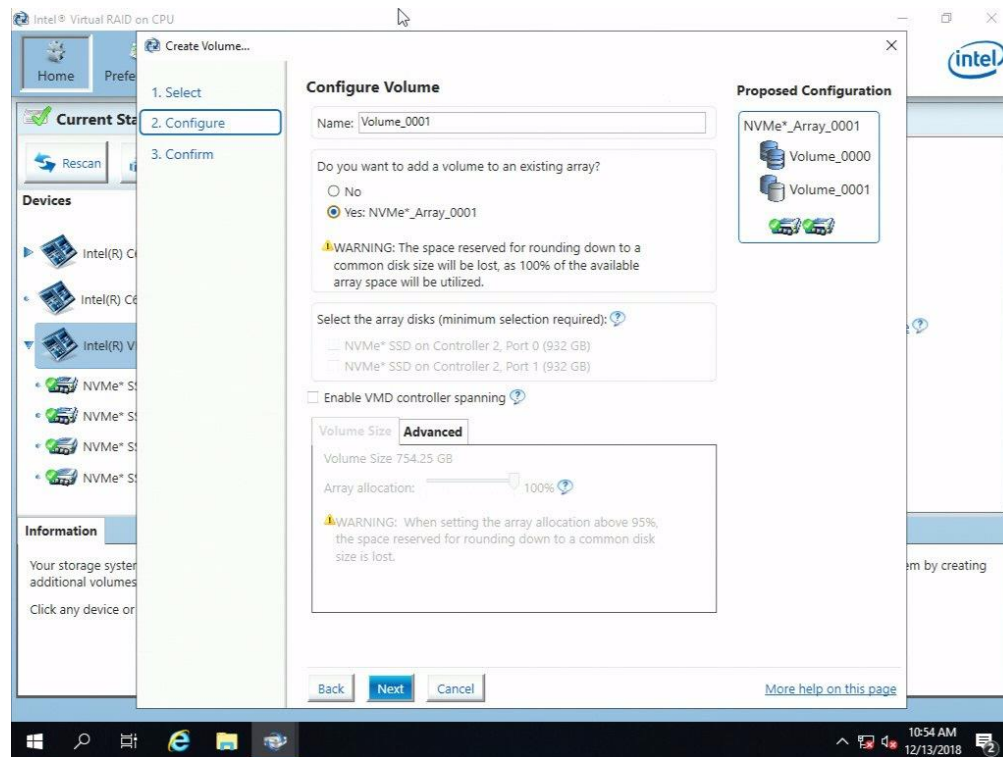 Intel® Virtual RAID on CPU
Home
Prefe
intel
Current Sta
Rescan
Devices
Intel(R) C
Intel(R) C6
Intel(R) V
NVMe* SS
NVMe* S
NVMe* S
NVMe* S
Information
Your storage system
additional volumes
Click any device or
em by creating
Create Volume...
1. Select
2. Configure
3. Confirm
Configure Volume
Name: Volume_0001
Do you want to add a volume to an existing array?
No
Yes: NVMe*_Array_0001
WARNING: The space reserved for rounding down to a
common disk size will be lost, as 100% of the available
array space will be utilized.
Select the array disks (minimum selection required):
NVMe* SSD on Controller 2, Port 0 (932 GB)
NVMe* SSD on Controller 2, Port 1 (932 GB)
Enable VMD controller spanning
Volume Size Advanced
Volume Size 754.25 GB
Array allocation: 100%
WARNING: When setting the array allocation above 95%,
the space reserved for rounding down to a common disk
size is lost.
Proposed Configuration
NVMe*_Array_0001
Volume_0000
Volume_0001
Back Next Cancel
More help on this page
10:54 AM
12/13/2018
2